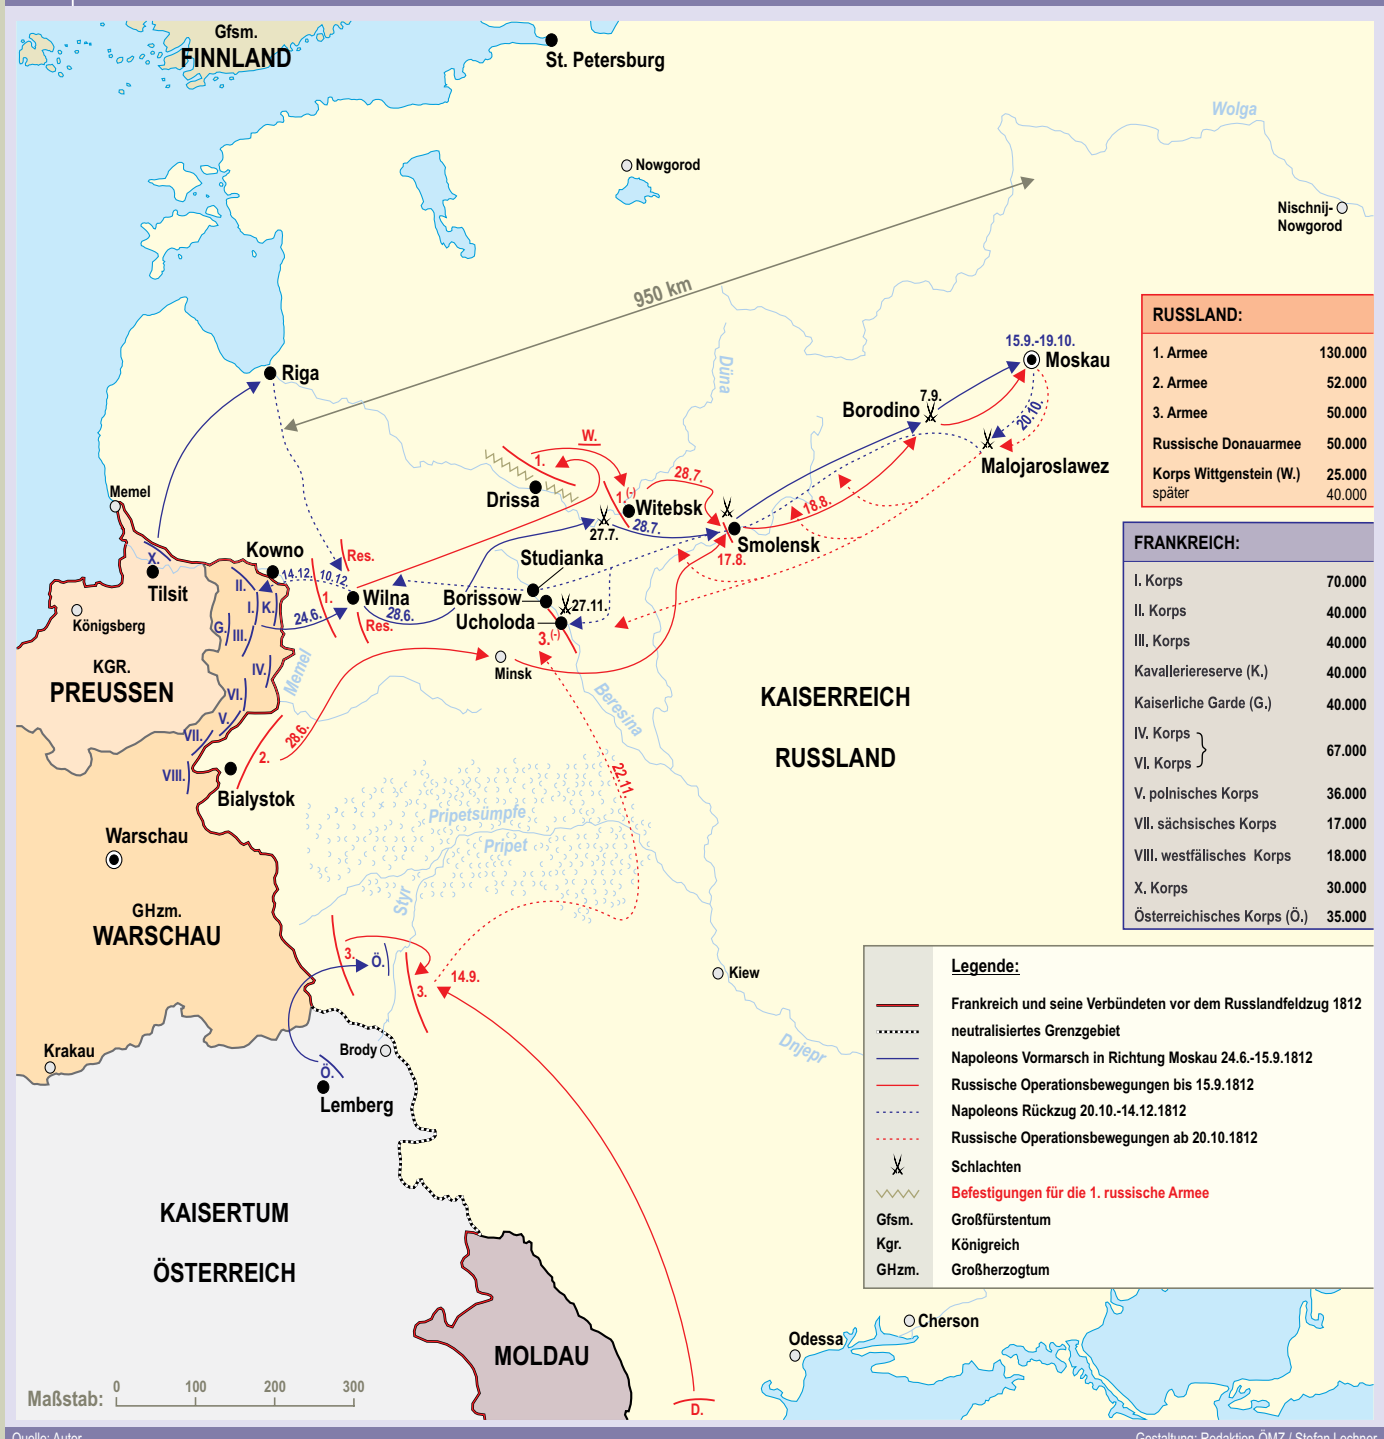 Gfsm.
FINNLAND
St. Petersburg
Wolga
Nowgorod
Nischnij-
Nowgorod
950 km
RUSSLAND:
1. Armee 130.000
2. Armee 52.000
3. Armee 50.000
Russische Donauarmee 50.000
Korps Wittgenstein (W.) 25.000
später 40.000
15.9.-19.10.
Moskau
Riga
Düna
7.9.
Borodino
20.10.
Malojaroslawez
W.
1.
28.7.
Drissa
1.(-)
Witebsk
18.8.
Memel
27.7.
28.7.
Smolensk
17.8.
X.
Tilsit
Kowno
14.12.
10.12.
Res.
Studianka
II.
I.
K.
24.6.
1.
Wilna
28.6.
Res.
Borissow
27.11.
Ucholoda
3.(-)
Königsberg
G.
III.
Minsk
KGR.
PREUSSEN
IV.
Memel
VI.
V.
VII.
VIII.
2.
28.6.
Bialystok
Beresina
KAISERREICH
RUSSLAND
22.11.
FRANKREICH:
I. Korps 70.000
II. Korps 40.000
III. Korps 40.000
Kavalleriereserve (K.) 40.000
Kaiserliche Garde (G.) 40.000
IV. Korps
67.000
VI. Korps
V. polnisches Korps 36.000
VII. sächsisches Korps 17.000
VIII. westfälisches Korps 18.000
X. Korps 30.000
Österreichisches Korps (Ö.) 35.000
Pripetsümpfe
Pripet
Styr
Warschau
GHzm.
WARSCHAU
3.
Ö.
3.
14.9.
Kiew
Dnjepr
Krakau
Brody
Ö.
Lemberg
Legende:
Frankreich und seine Verbündeten vor dem Russlandfeldzug 1812
neutralisiertes Grenzgebiet
Napoleons Vormarsch in Richtung Moskau 24.6.-15.9.1812
Russische Operationsbewegungen bis 15.9.1812
Napoleons Rückzug 20.10.-14.12.1812
Russische Operationsbewegungen ab 20.10.1812
Schlachten
Befestigungen für die 1. russische Armee
Gfsm. Großfürstentum
Kgr. Königreich
GHzm. Großherzogtum
KAISERTUM
ÖSTERREICH
MOLDAU
D.
Odessa
Cherson
Maßstab: 0 100 200 300
Quelle: Autor
Gestaltung: Redaktion ÖMZ / Stefan Lechner